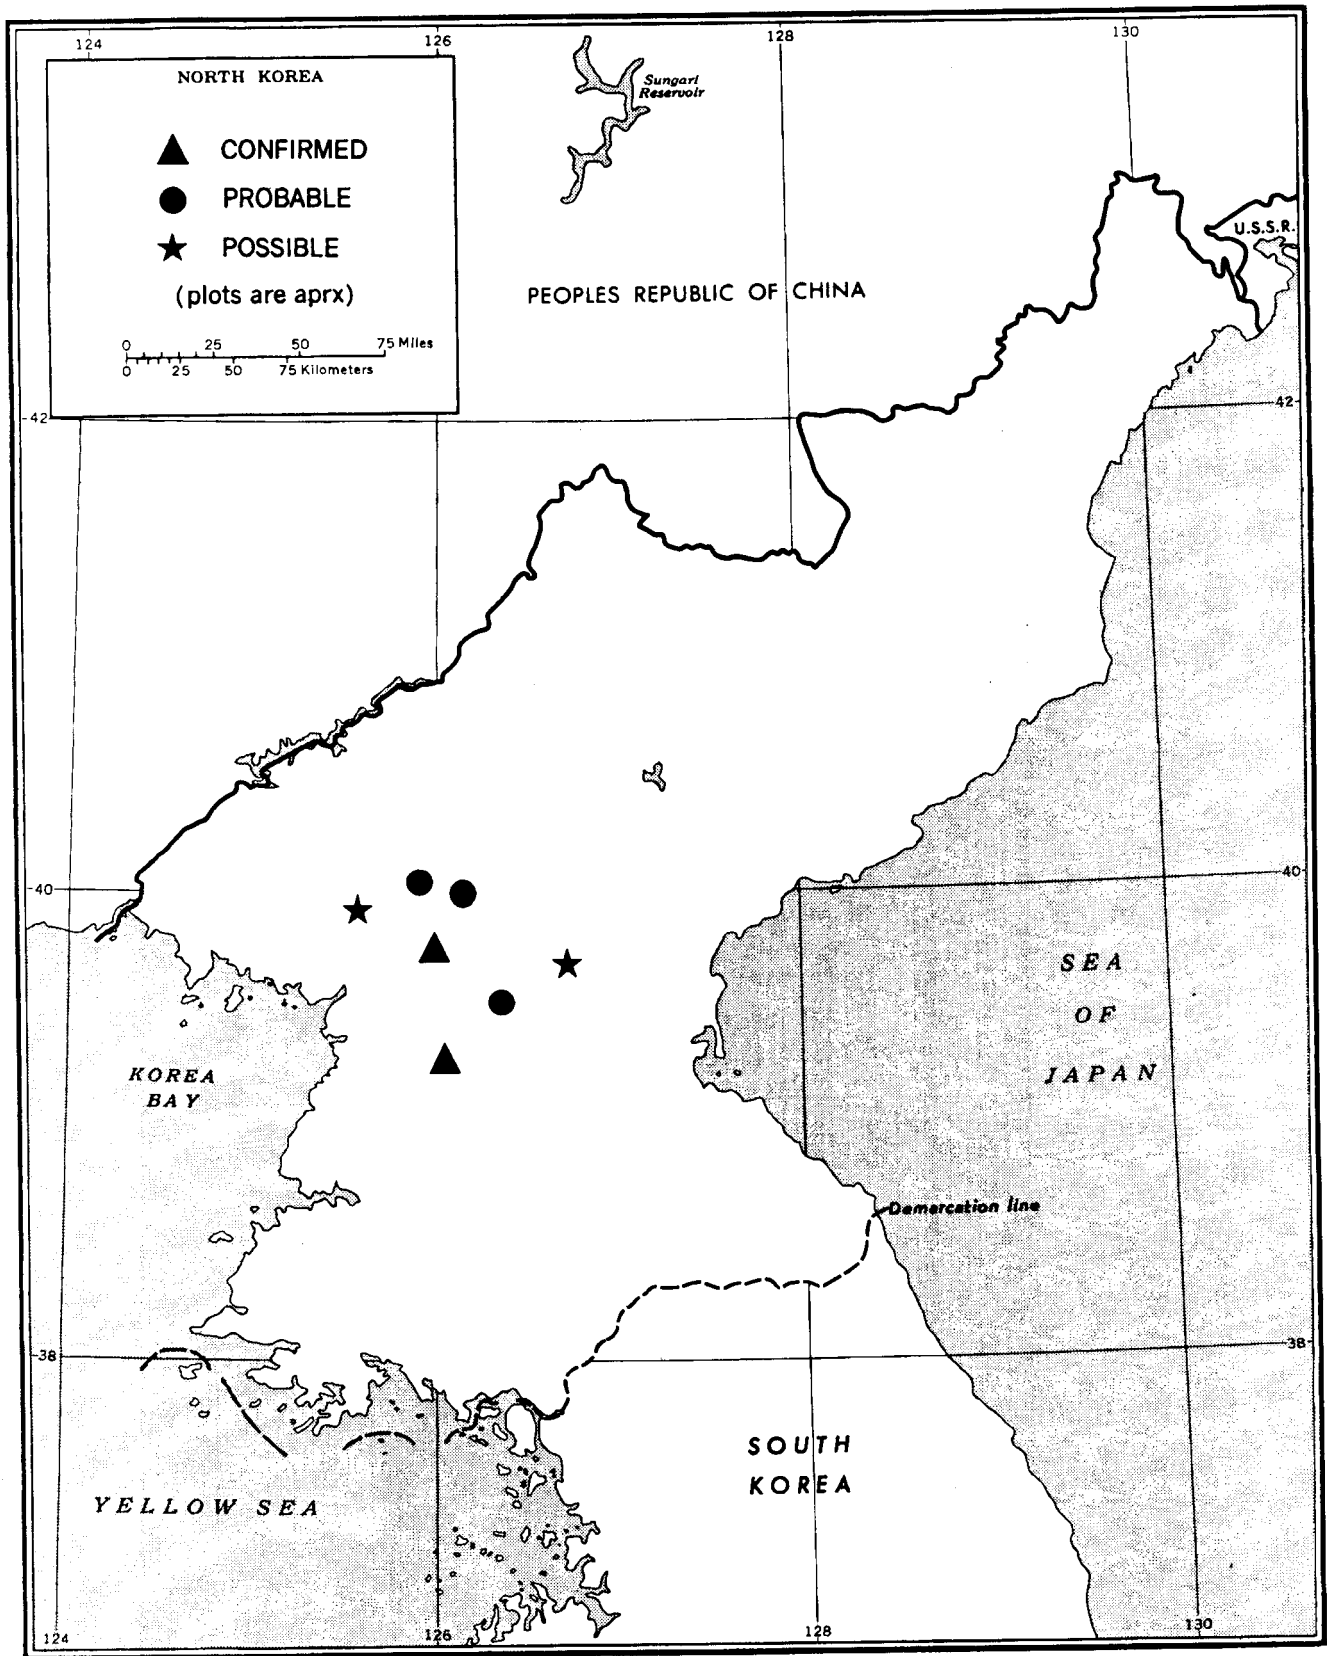 124
126
128
130
NORTH KOREA
CONFIRMED
PROBABLE
POSSIBLE
(plots are aprx)
0 25 50 75 Miles
0 25 50 75 Kilometers
Sungari
Reservoir
U.S.S.R.
PEOPLES REPUBLIC OF CHINA
42
42
40
40
SEA
OF
JAPAN
KOREA
BAY
Demarcation line
38
38
SOUTH
KOREA
YELLOW SEA
124
126
128
130